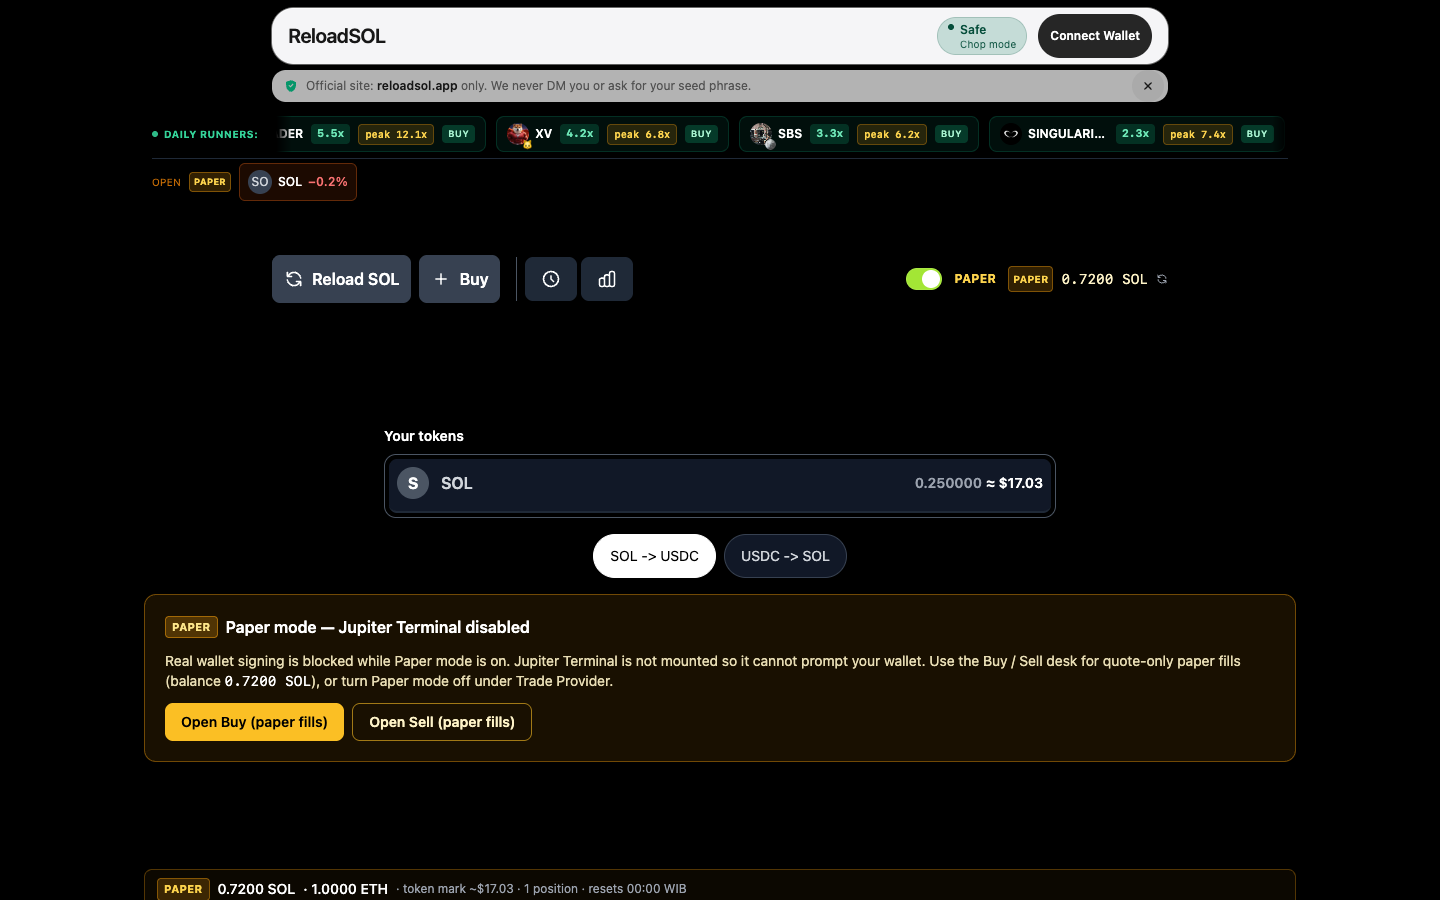 ReloadSOL
Safe
Chop mode
Connect Wallet
Official site: reloadsol.app only. We never DM you or ask for your seed phrase.
DAILY RUNNERS: DER 5.5x peak 12.1x BUY XV 4.2x peak 6.8x BUY SBS 3.3x peak 6.2x BUY SINGULARI... 2.3x peak 7.4x BUY
OPEN PAPER SO SOL −0.2%
Reload SOL + Buy PAPER PAPER 0.7200 SOL
Your tokens
S SOL 0.250000 ≈ $17.03
SOL -> USDC USDC -> SOL
PAPER Paper mode — Jupiter Terminal disabled
Real wallet signing is blocked while Paper mode is on. Jupiter Terminal is not mounted so it cannot prompt your wallet. Use the Buy / Sell desk for quote-only paper fills
(balance 0.7200 SOL), or turn Paper mode off under Trade Provider.
Open Buy (paper fills) Open Sell (paper fills)
PAPER 0.7200 SOL · 1.0000 ETH · token mark ~$17.03 · 1 position · resets 00:00 WIB